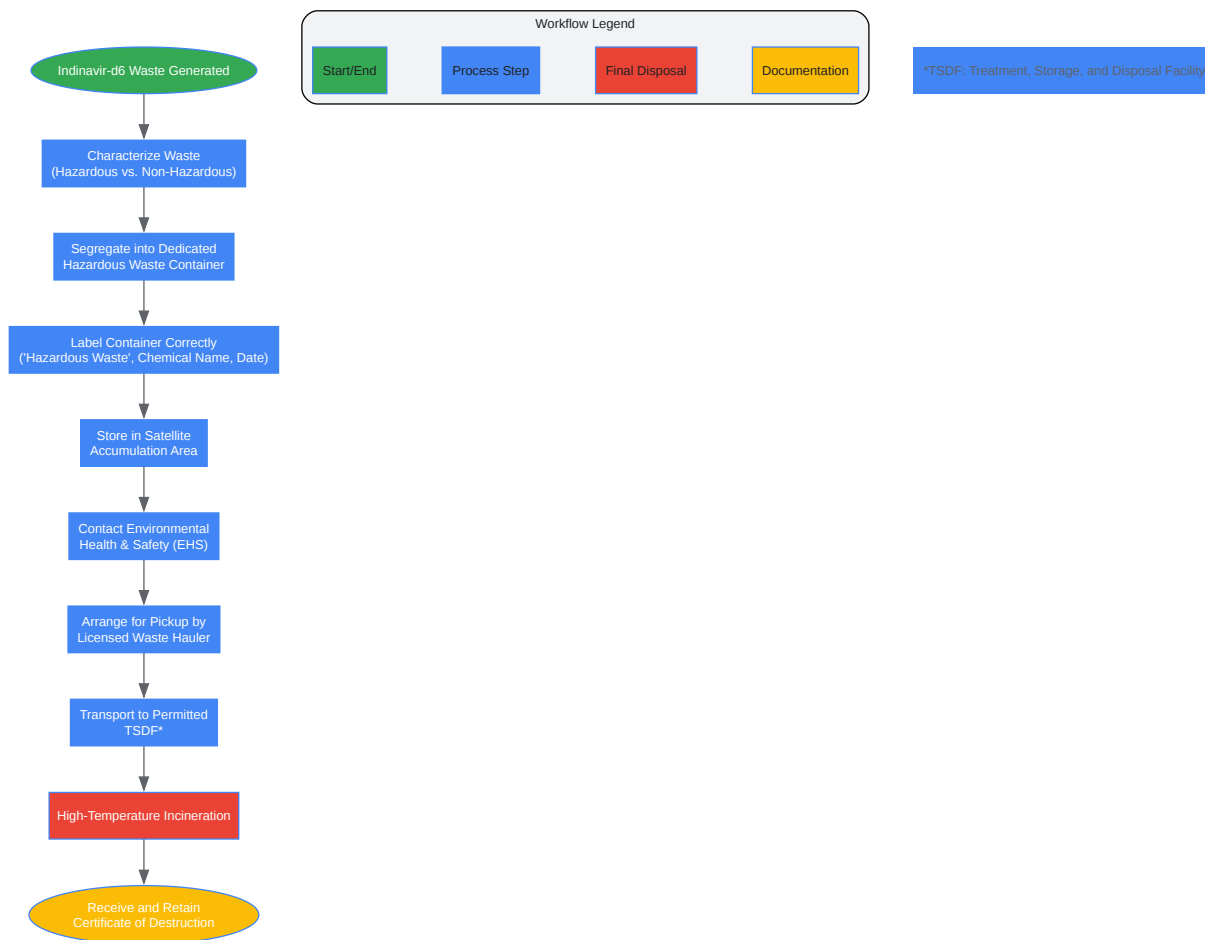 Workflow Legend
Start/End
Process Step
Final Disposal
Documentation
*TSDF: Treatment, Storage, and Disposal Facility
Indinavir-d6 Waste Generated
Characterize Waste
(Hazardous vs. Non-Hazardous)
Segregate into Dedicated
Hazardous Waste Container
Label Container Correctly
('Hazardous Waste', Chemical Name, Date)
Store in Satellite
Accumulation Area
Contact Environmental
Health & Safety (EHS)
Arrange for Pickup by
Licensed Waste Hauler
Transport to Permitted
TSDF*
High-Temperature Incineration
Receive and Retain
Certificate of Destruction